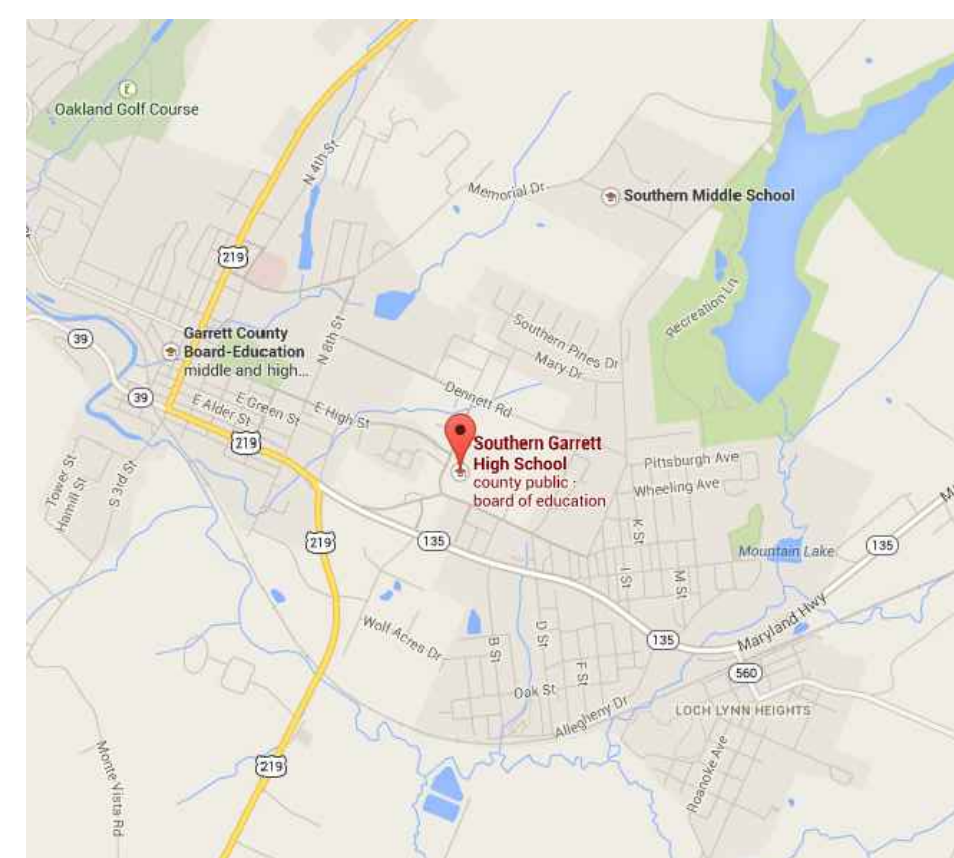 Oakland Golf Course
N 4th St
Memorial Dr
Southern Middle School
219
Recreation Ln
39
Garrett County
Board-Education
middle and high...
N 8th St
Southern Pines Dr
Mary Dr
39
Dennett Rd
E Alder St
E Green St
E High St
219
Southern Garrett
High School
county public :
board of education
Pittsburgh Ave
Wheeling Ave
Tower St
Hamill St
S 3rd St
219
135
K St
Mountain Lake
135
I St
M St
Wolf Acres Dr
B St
D St
F St
135
Maryland Hwy
560
Oak St
Allegheny Dr
LOCH LYNN HEIGHTS
Monte Vista Rd
219
Roanoke Ave